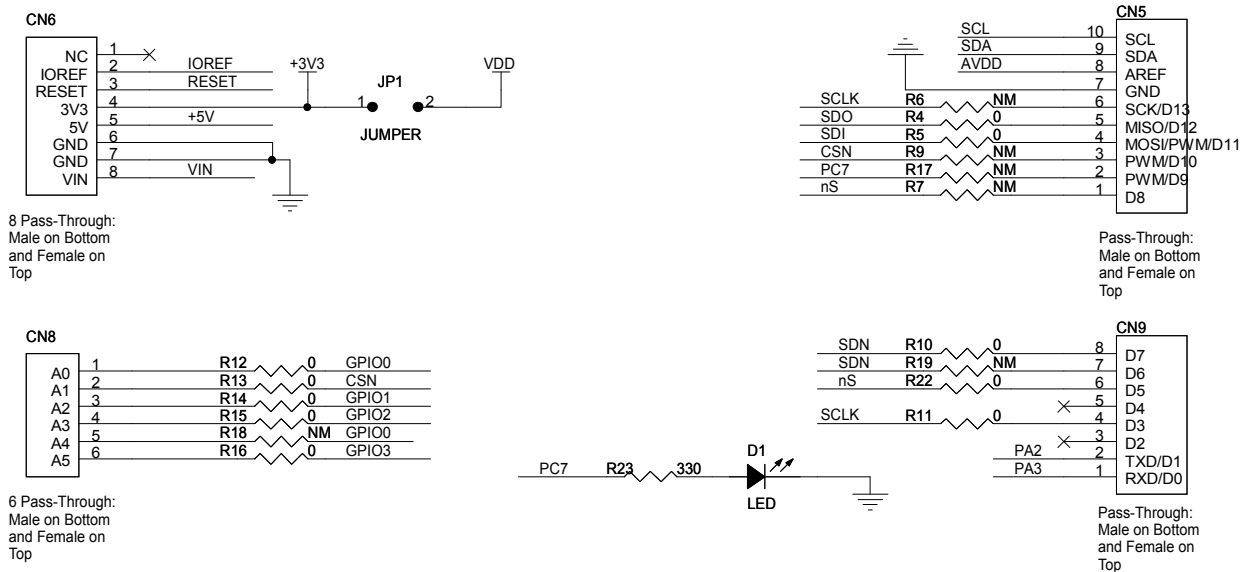 CN6
NC 1
IOREF 2 IOREF
RESET 3 RESET
3V3 4
5V 5 +5V
GND 6
GND 7
VIN 8 VIN
+3V3
JP1
1 2
JUMPER
VDD
8 Pass-Through:
Male on Bottom
and Female on
Top
CN5
SCL 10 SCL
SDA 9 SDA
AVDD 8 AREF
7 GND
SCLK R6 NM 6 SCK/D13
SDO R4 0 5 MISO/D12
SDI R5 0 4 MOSI/PWM/D11
CSN R9 NM 3 PWM/D10
PC7 R17 NM 2 PWM/D9
nS R7 NM 1 D8
Pass-Through:
Male on Bottom
and Female on
Top
CN8
A0 1 R12 0 GPIO0
A1 2 R13 0 CSN
A2 3 R14 0 GPIO1
A3 4 R15 0 GPIO2
A4 5 R18 NM GPIO0
A5 6 R16 0 GPIO3
6 Pass-Through:
Male on Bottom
and Female on
Top
PC7 R23 330
D1
LED
CN9
SDN R10 0 8 D7
SDN R19 NM 7 D6
nS R22 0 6 D5
5 D4
SCLK R11 0 4 D3
3 D2
PA2 2 TXD/D1
PA3 1 RXD/D0
Pass-Through:
Male on Bottom
and Female on
Top